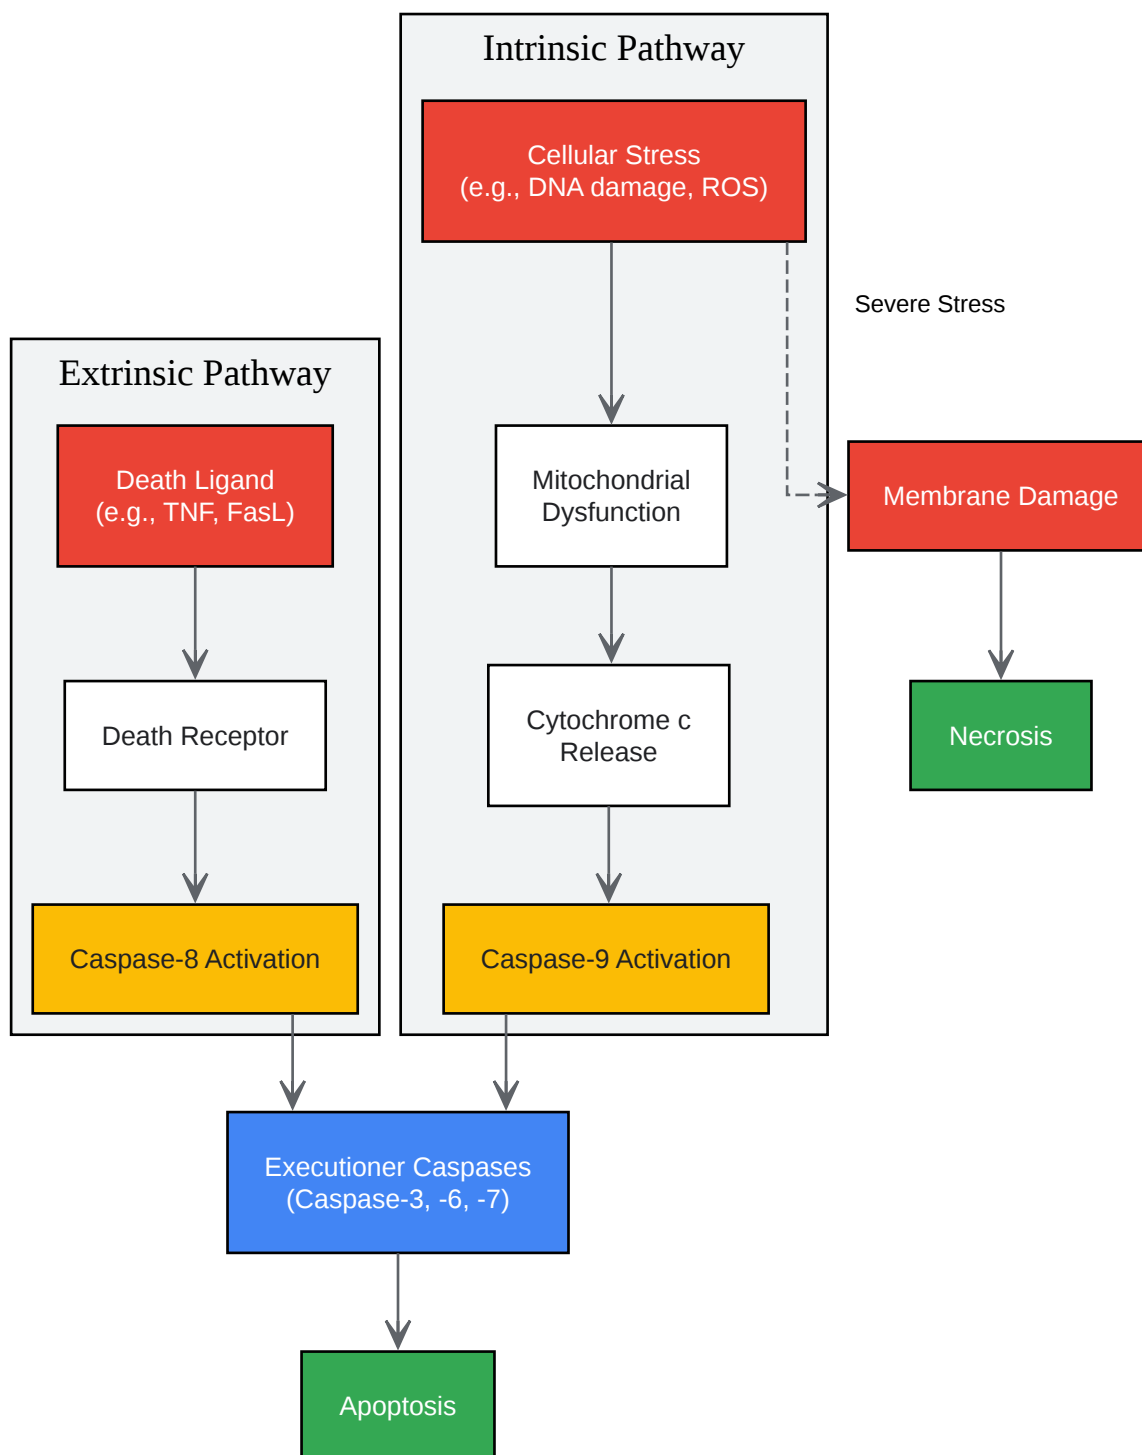 Intrinsic Pathway
Cellular Stress
(e.g., DNA damage, ROS)
Severe Stress
Extrinsic Pathway
Death Ligand
(e.g., TNF, FasL)
Mitochondrial
Dysfunction
Membrane Damage
Death Receptor
Cytochrome c
Release
Necrosis
Caspase-8 Activation
Caspase-9 Activation
Executioner Caspases
(Caspase-3, -6, -7)
Apoptosis